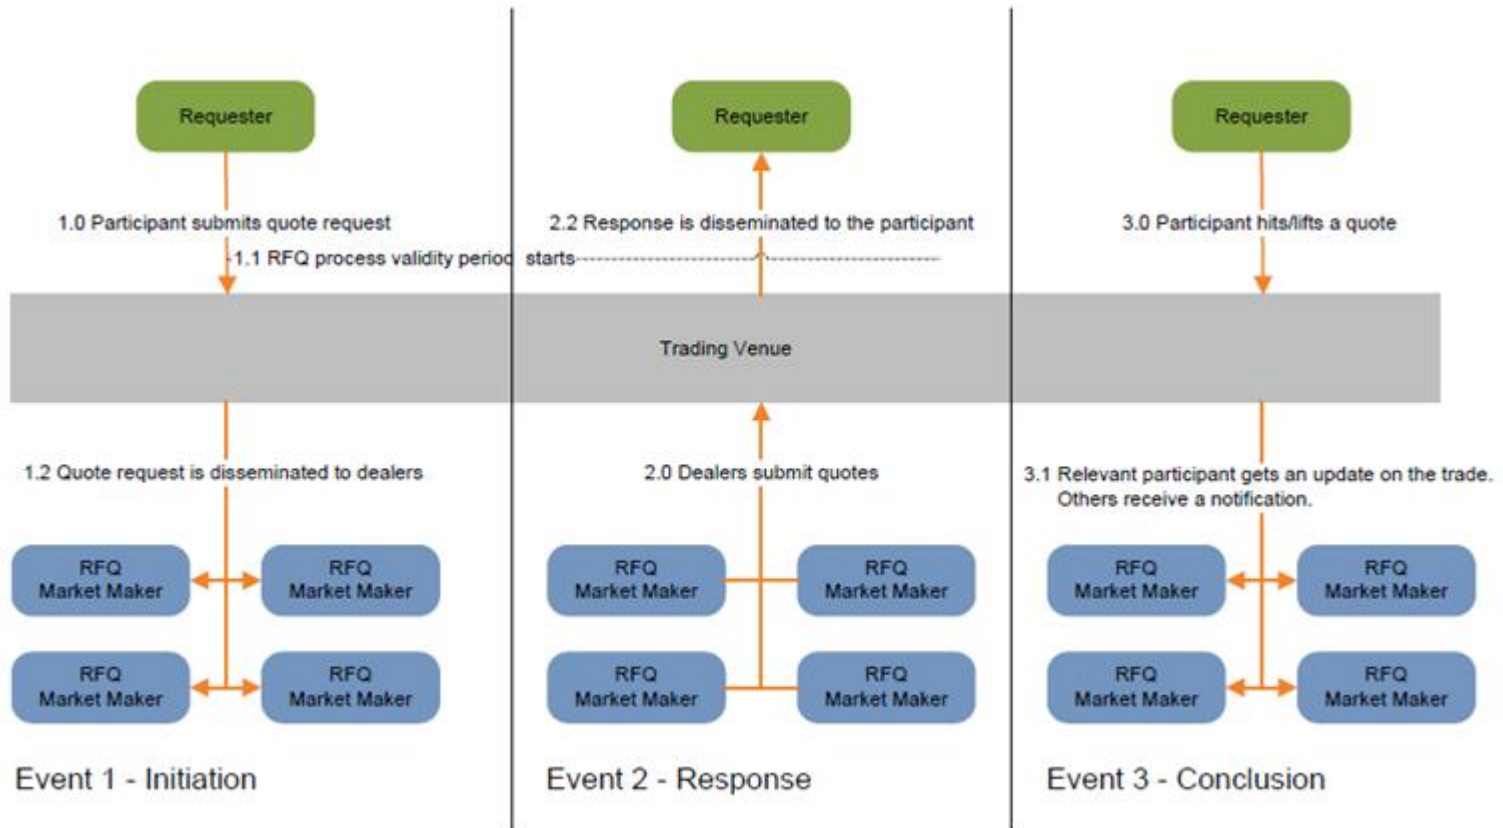 Requester
1.0 Participant submits quote request
1.1 RFQ process validity period starts
1.2 Quote request is disseminated to dealers
RFQ
Market Maker
RFQ
Market Maker
RFQ
Market Maker
RFQ
Market Maker
Event 1 - Initiation
Requester
2.2 Response is disseminated to the participant
Trading Venue
2.0 Dealers submit quotes
RFQ
Market Maker
RFQ
Market Maker
RFQ
Market Maker
RFQ
Market Maker
Event 2 - Response
Requester
3.0 Participant hits/lifts a quote
3.1 Relevant participant gets an update on the trade.
Others receive a notification.
RFQ
Market Maker
RFQ
Market Maker
RFQ
Market Maker
RFQ
Market Maker
Event 3 - Conclusion